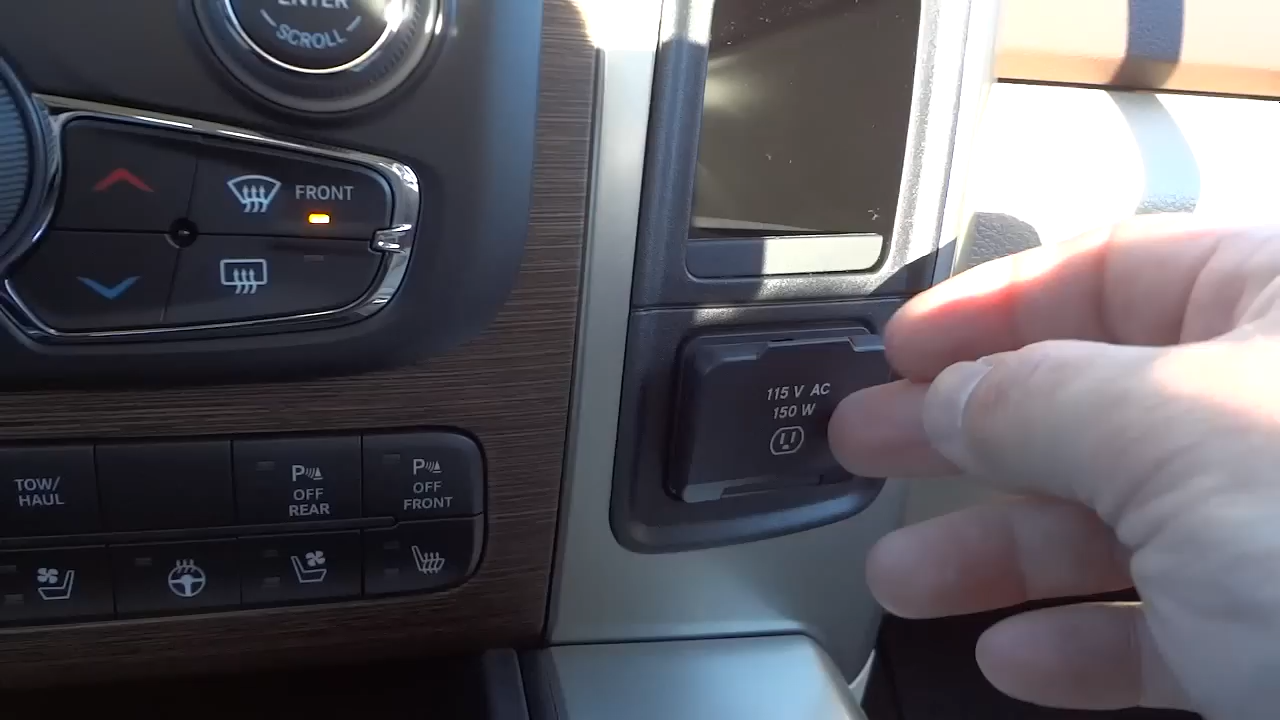 ENTER
SCROLL
FRONT
115 V AC
150 W
TOW/
HAUL
P
OFF
REAR
P
OFF
FRONT